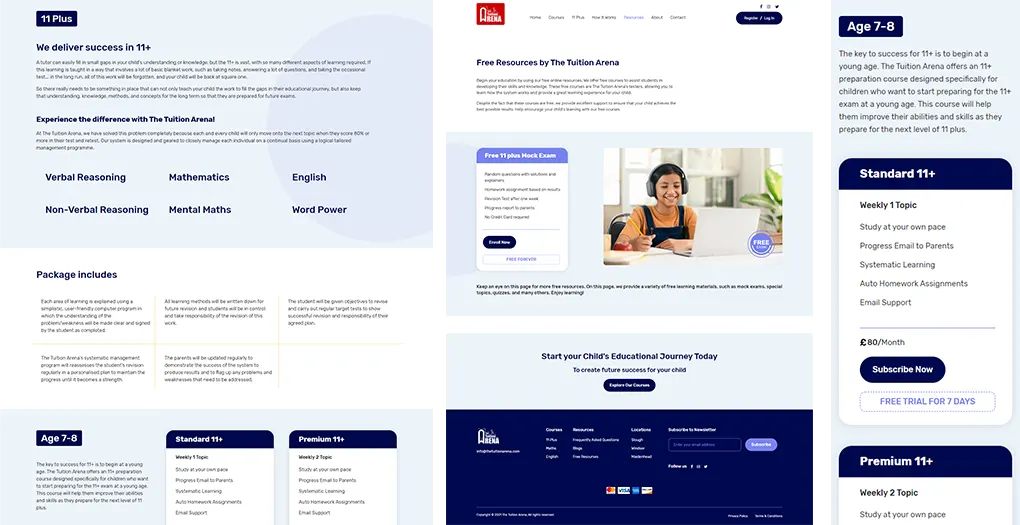 11 Plus
We deliver success in 11+
A tutor can easily fill in small gaps in your child's understanding or knowledge; but the 11+ is vast, with so many different aspects of learning required. If
this learning is taught in a way that involves a lot of basic blanket work, such as taking notes, answering a lot of questions, and taking the occasional
test... in the long run, all of this work will be forgotten, and your child will be back at square one.
So there really needs to be something in place that can not only teach your child the work to fill the gaps in their educational journey, but also keep
that understanding, knowledge, methods, and concepts for the long term so that they are prepared for future exams.
Experience the difference with The Tuition Arena!
At The Tuition Arena, we have solved this problem completely because each and every child will only move onto the next topic when they score 80% or
more in their test and retest. Our system is designed and geared to closely manage each individual on a continual basis using a logical tailored
management programme.
Verbal Reasoning
Mathematics
English
Non-Verbal Reasoning
Mental Maths
Word Power
Package includes
Each area of learning is explained using a
simplistic, user-friendly computer program in
which the understanding of the
problem/weakness will be made clear and signed
by the student as completed.
All learning methods will be written down for
future revision and students will be in control
and take responsibility of the revision of this
work.
The student will be given objectives to revise
and carry out regular target tests to show
successful revision and responsibility of their
agreed plan.
The Tuition Arena's systematic management
program will reassesses the student's revision
regularly in a personalised plan to maintain the
progress until it becomes a strength.
The parents will be updated regularly to
demonstrate the success of the system to
produce results and to flag up any problems and
weaknesses that need to be addressed.
Age 7-8
The key to success for 11+ is to begin at a young
age. The Tuition Arena offers an 11+ preparation
course designed specifically for children who want
to start preparing for the 11+ exam at a young age.
This course will help them improve their abilities
and skills as they prepare for the next level of 11
plus.
Standard 11+
Weekly 1 Topic
Study at your own pace
Progress Email to Parents
Systematic Learning
Auto Homework Assignments
Email Support
Premium 11+
Weekly 2 Topic
Study at your own pace
Progress Email to Parents
Systematic Learning
Auto Homework Assignments
Email Support
The Tuition
ARENA
Home
Courses
11 Plus
How it Works
Resources
About
Contact
Register / Log In
Free Resources by The Tuition Arena
Begin your education by using our free online resources. We offer free courses to assist students in
developing their skills and knowledge. These free courses are The Tuition Arena's testers, allowing you to
learn how the system works and provide a great learning experience for your child.
Despite the fact that these courses are free, we provide excellent support to ensure that your child achieves the
best possible results. Help encourage your child's learning with our free courses.
Free 11 plus Mock Exam
Random questions with solutions and
explainers
Homework assignment based on results
Revision Test after one week
Progress report to parents
No Credit Card required
Enroll Now
FREE FOREVER
FREE
Keep an eye on this page for more free resources. On this page, we provide a variety of free learning materials, such as mock exams, special
topics, quizzes, and many others. Enjoy learning!
Start your Child's Educational Journey Today
To create future success for your child
Explore Our Courses
ARENA
info@thetuitionarena.com
Courses
11 Plus
Maths
English
Resources
Frequently Asked Questions
Blogs
Free Resources
Locations
Slough
Windsor
Maidenhead
Subscribe to Newsletter
Enter your email address
Subscribe
Follow us
VISA
Copyright © 2021 The Tuition Arena, All rights reserved
Privacy Policy
Terms & Conditions
Age 7-8
The key to success for 11+ is to begin at a
young age. The Tuition Arena offers an 11+
preparation course designed specifically for
children who want to start preparing for the 11+
exam at a young age. This course will help
them improve their abilities and skills as they
prepare for the next level of 11 plus.
Standard 11+
Weekly 1 Topic
Study at your own pace
Progress Email to Parents
Systematic Learning
Auto Homework Assignments
Email Support
£80/Month
Subscribe Now
FREE TRIAL FOR 7 DAYS
Premium 11+
Weekly 2 Topic
Study at your own pace